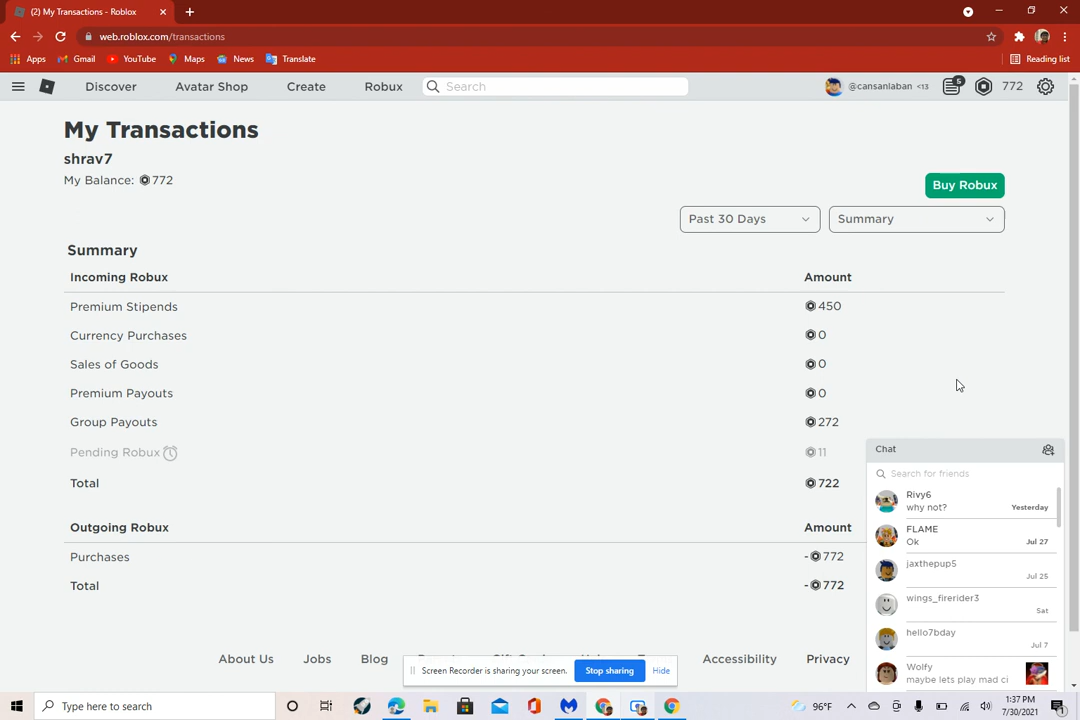 (2) My Transactions - Roblox
web.roblox.com/transactions
Apps Gmail YouTube Maps News Translate Reading list
Discover Avatar Shop Create Robux Search @cansanlaban <13 5 772
My Transactions
shrav7
My Balance: 772
Buy Robux
Past 30 Days Summary
Summary
Incoming Robux Amount
Premium Stipends 450
Currency Purchases 0
Sales of Goods 0
Premium Payouts 0
Group Payouts 272
Pending Robux 11
Total 722
Outgoing Robux Amount
Purchases -772
Total -772
Chat
Search for friends
Rivy6
why not? Yesterday
FLAME
Ok Jul 27
jaxthepup5
Jul 25
wings_firerider3
Sat
hello7bday
Jul 7
Wolfy
maybe lets play mad ci
About Us Jobs Blog Accessibility Privacy
Screen Recorder is sharing your screen. Stop sharing Hide
Type here to search 96°F 1:37 PM
7/30/2021 1